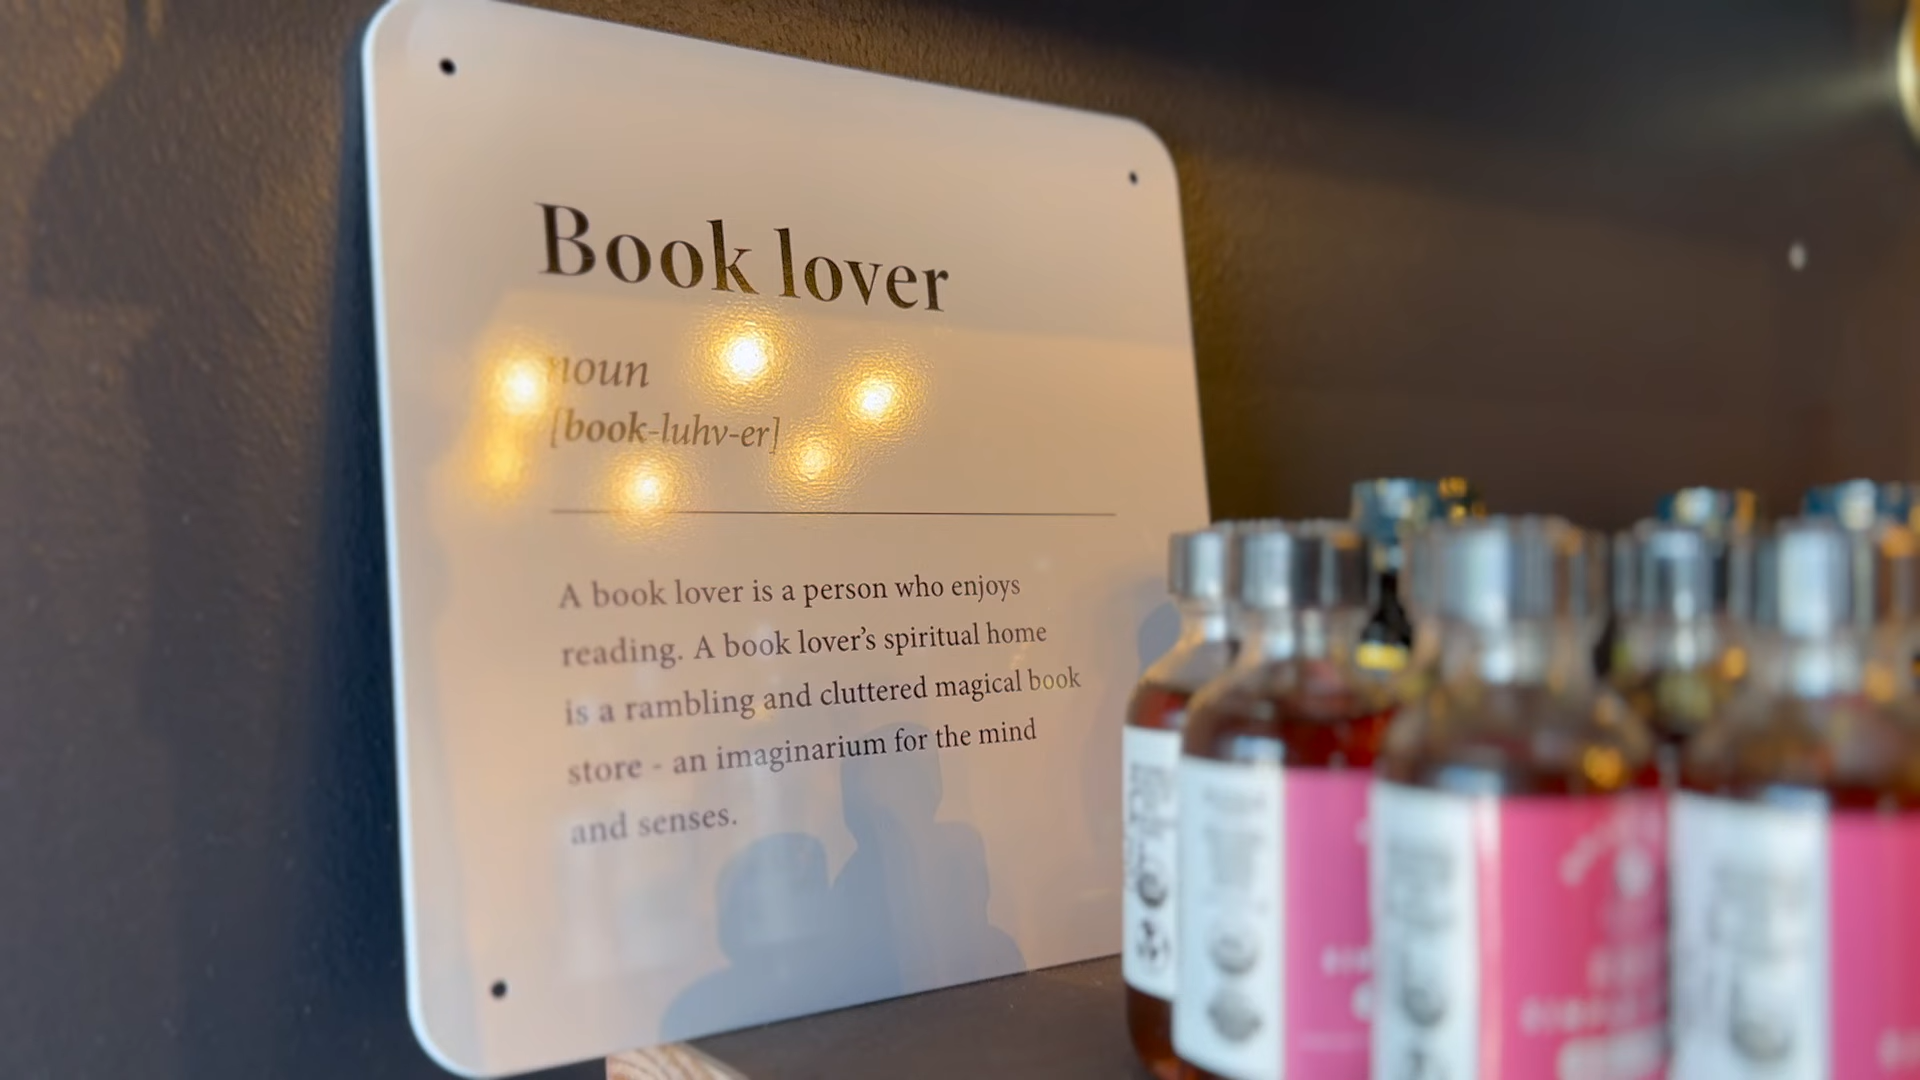 Book lover
noun
[book-luhv-er]
A book lover is a person who enjoys
reading. A book lover’s spiritual home
is a rambling and cluttered magical book
store - an imaginarium for the mind
and senses.